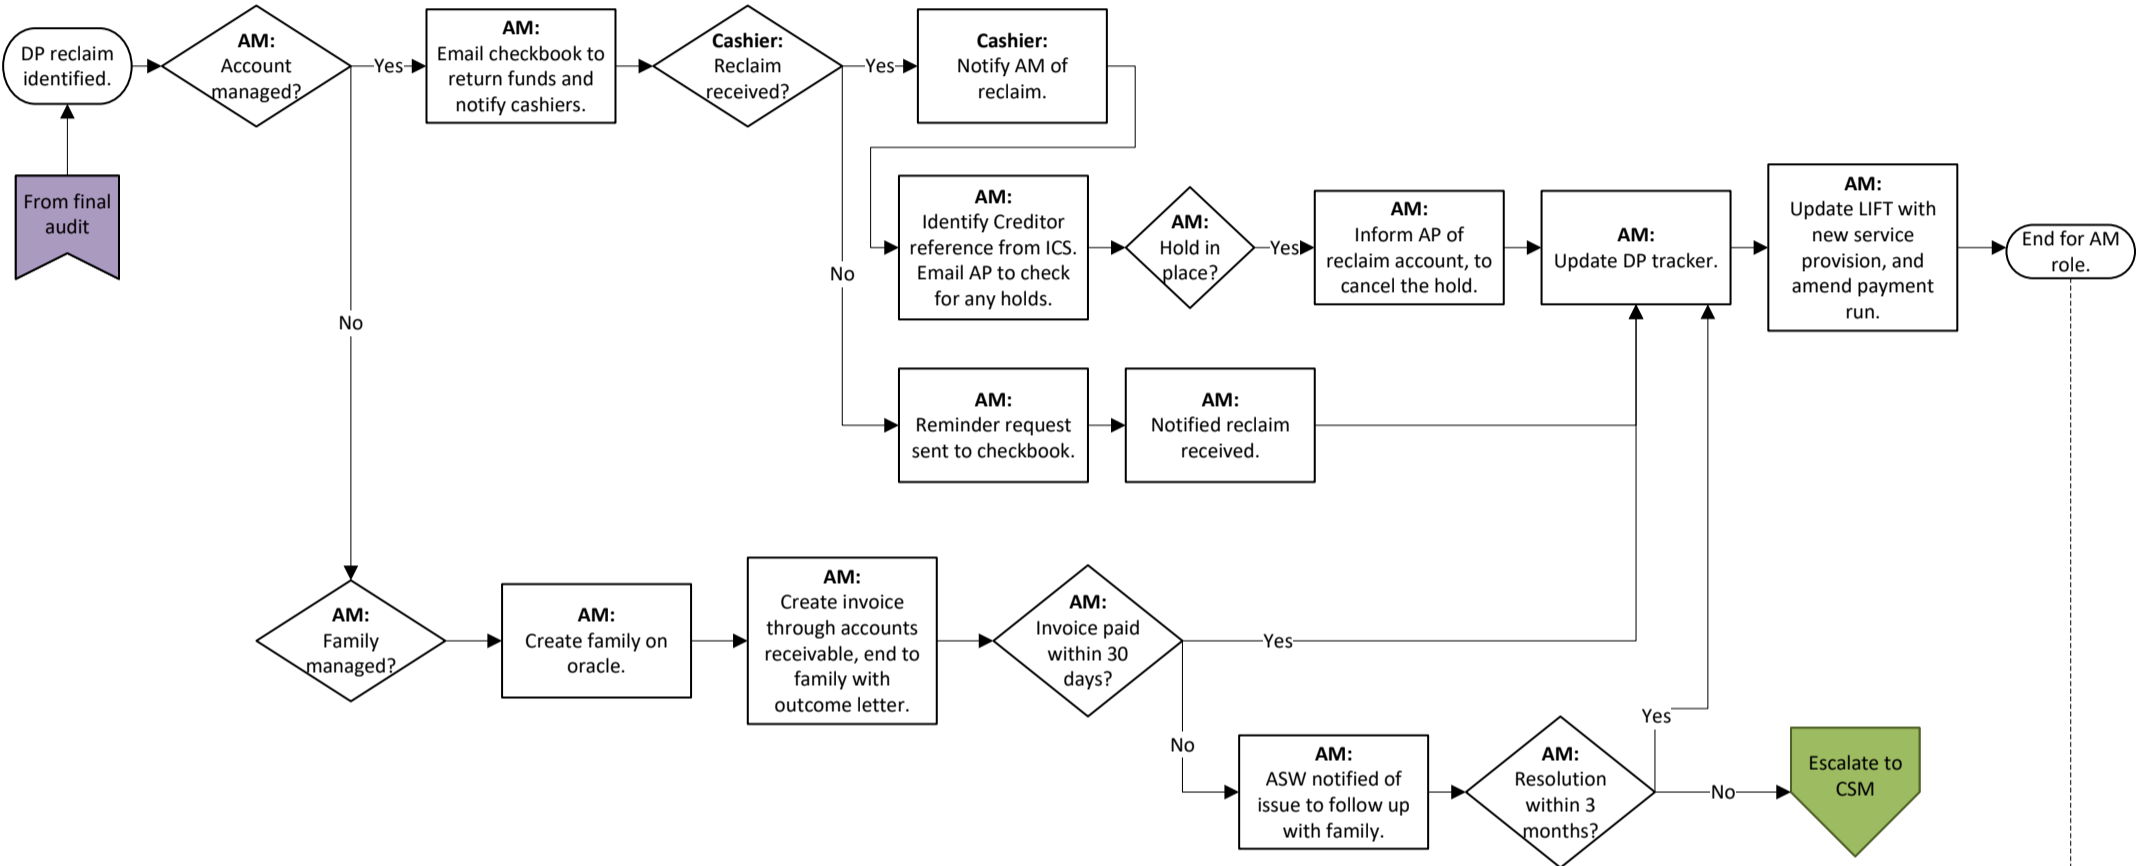 DP reclaim
identified.
From final
audit
AM:
Account
managed?
Yes
No
AM:
Email checkbook to
return funds and
notify cashiers.
Cashier:
Reclaim
received?
Yes
No
Cashier:
Notify AM of
reclaim.
AM:
Identify Creditor
reference from ICS.
Email AP to check
for any holds.
AM:
Hold in
place?
Yes
AM:
Inform AP of
reclaim account, to
cancel the hold.
AM:
Update DP tracker.
AM:
Update LIFT with
new service
provision, and
amend payment
run.
End for AM
role.
AM:
Reminder request
sent to checkbook.
AM:
Notified reclaim
received.
AM:
Family
managed?
AM:
Create family on
oracle.
AM:
Create invoice
through accounts
receivable, end to
family with
outcome letter.
AM:
Invoice paid
within 30
days?
Yes
No
AM:
ASW notified of
issue to follow up
with family.
AM:
Resolution
within 3
months?
Yes
No
Escalate to
CSM